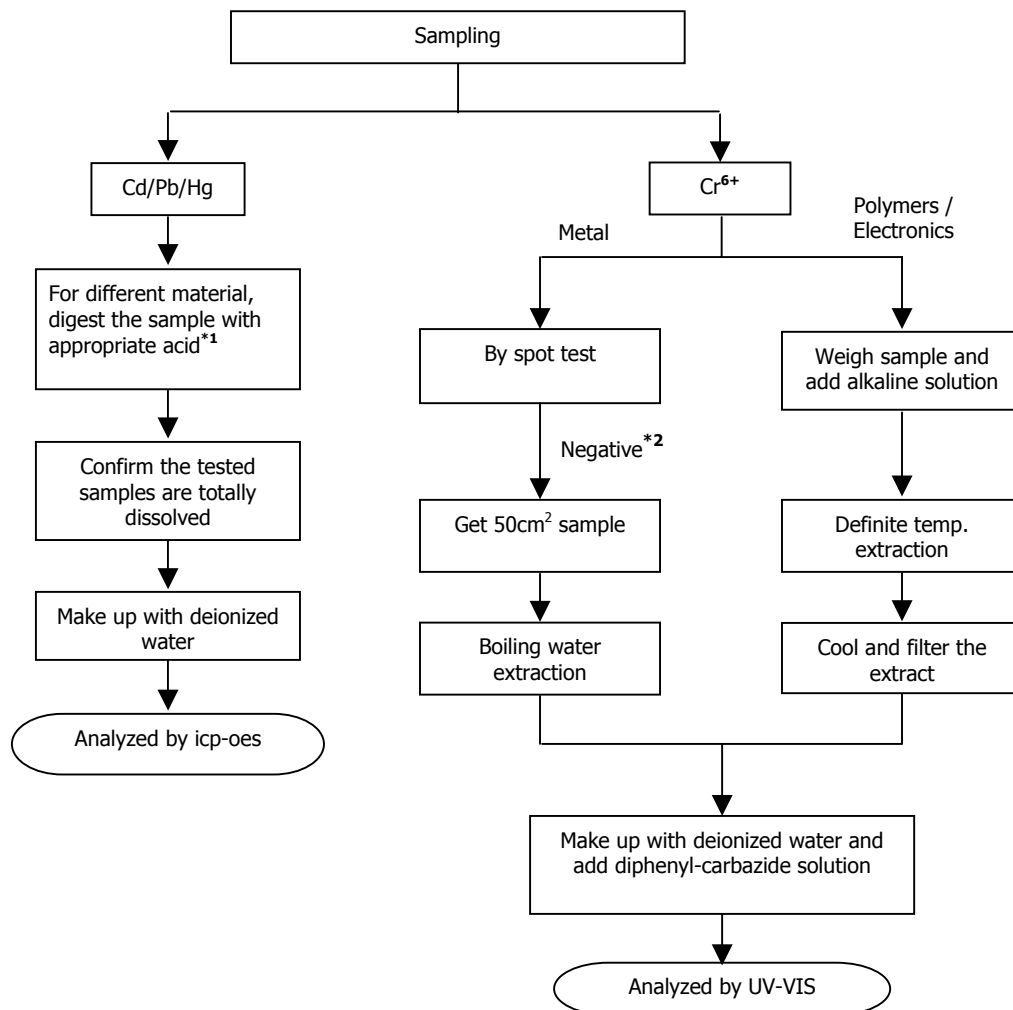 Sampling
Cd/Pb/Hg
For different material,
digest the sample with
appropriate acid*1
Confirm the tested
samples are totally
dissolved
Make up with deionized
water
Analyzed by icp-oes
Cr6+
Metal
Polymers /
Electronics
By spot test
Negative*2
Get 50cm2 sample
Boiling water
extraction
Weigh sample and
add alkaline solution
Definite temp.
extraction
Cool and filter the
extract
Make up with deionized water and
add diphenyl-carbazide solution
Analyzed by UV-VIS